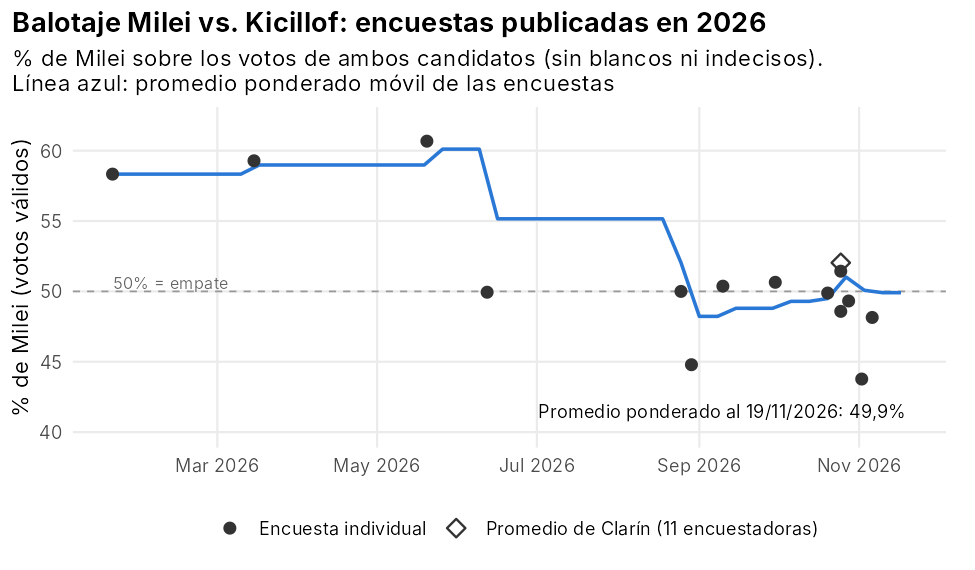 Balotaje Milei vs. Kicillof: encuestas publicadas en 2026
% de Milei sobre los votos de ambos candidatos (sin blancos ni indecisos).
Línea azul: promedio ponderado móvil de las encuestas
% de Milei (votos válidos)
60
55
50
45
40
50% = empate
Promedio ponderado al 19/11/2026: 49,9%
Mar 2026
May 2026
Jul 2026
Sep 2026
Nov 2026
Encuesta individual
Promedio de Clarín (11 encuestadoras)